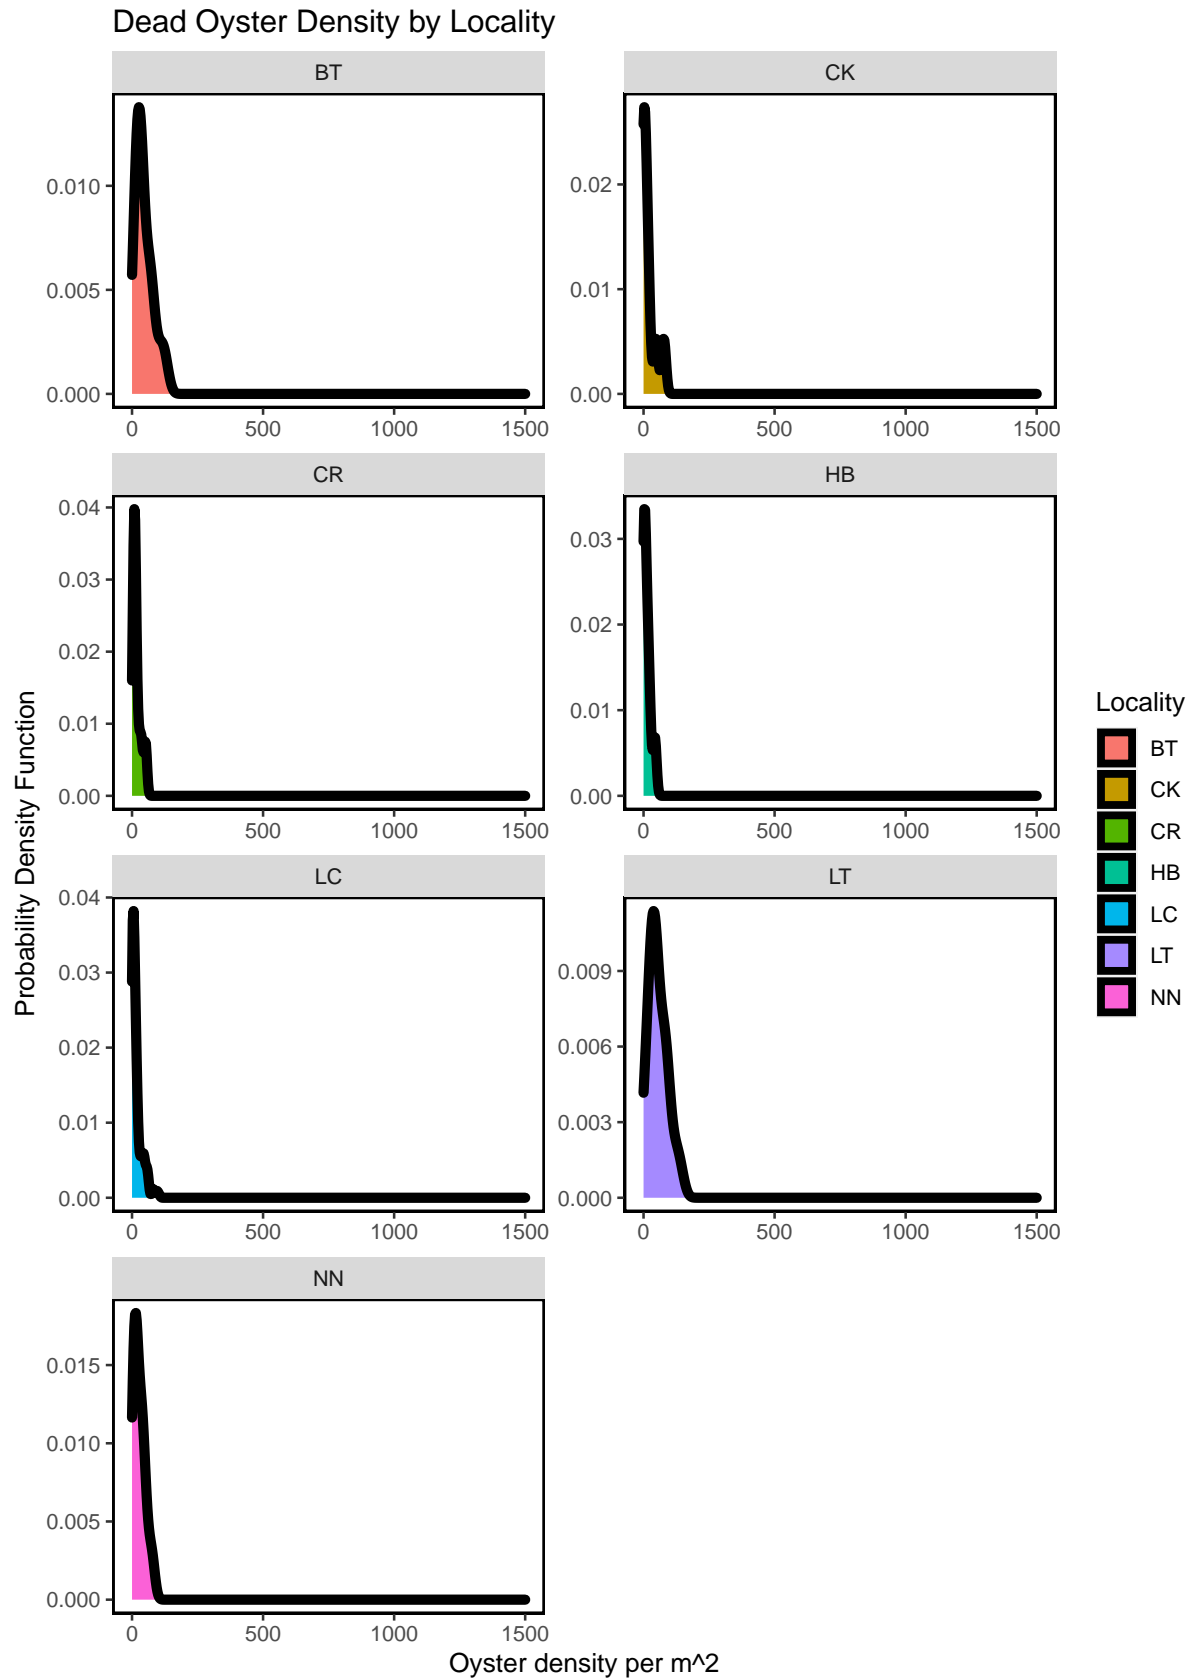 Dead Oyster Density by Locality
BT
CK
0.010
0.005
0.000
0.02
0.01
0.00
0 500 1000 1500
0 500 1000 1500
CR
HB
0.04
0.03
0.02
0.01
0.00
0.03
0.02
0.01
0.00
0 500 1000 1500
0 500 1000 1500
LC
LT
0.04
0.03
0.02
0.01
0.00
0.009
0.006
0.003
0.000
0 500 1000 1500
0 500 1000 1500
NN
0.015
0.010
0.005
0.000
0 500 1000 1500
Oyster density per m^2
Probability Density Function
Locality
BT
CK
CR
HB
LC
LT
NN